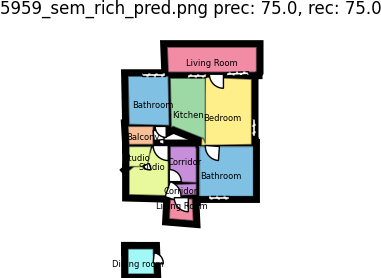 5959_sem_rich_pred.png prec: 75.0, rec: 75.0
Living Room
Bathroom
Kitchen
Bedroom
Balcony
Studio
Studio
Corridor
Bathroom
Corridor
Living Room
Dining room